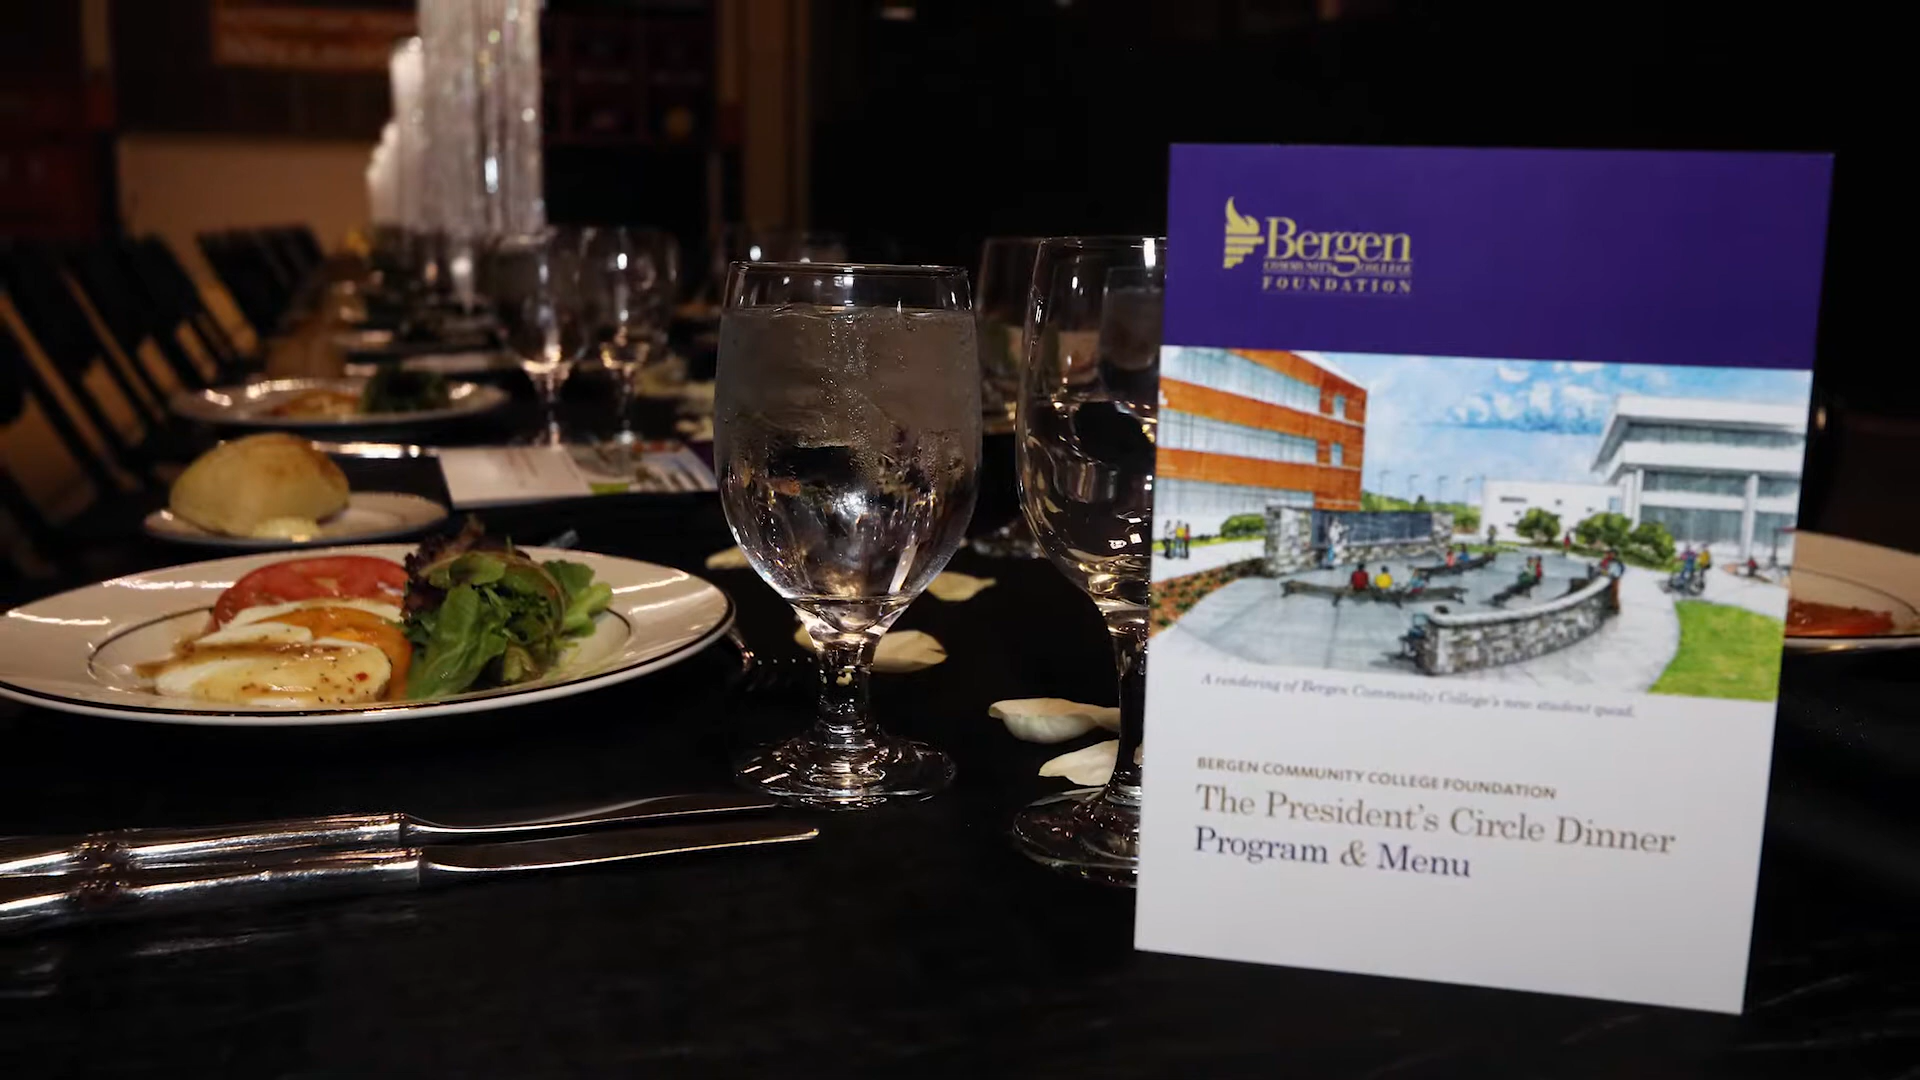 Bergen
COMMUNITY COLLEGE
FOUNDATION
A rendering of Bergen Community College's new student quad.
BERGEN COMMUNITY COLLEGE FOUNDATION
The President's Circle Dinner
Program & Menu